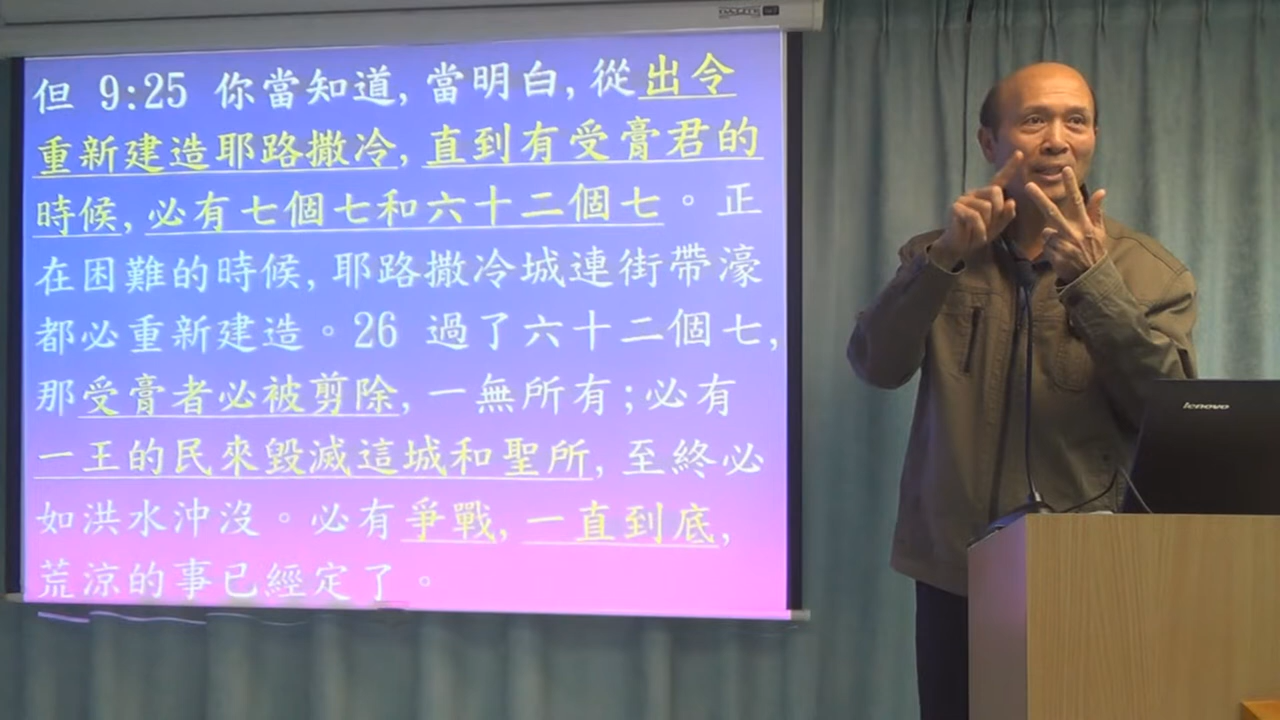 但 9:25 你當知道, 當明白, 從出令
重新建造耶路撒冷, 直到有受膏君的
時候, 必有七個七和六十二個七。正
在困難的時候, 耶路撒冷城連街帶濠
都必重新建造。26 過了六十二個七,
那受膏者必被剪除, 一無所有; 必有
一王的民來毀滅這城和聖所, 至終必
如洪水沖沒。必有爭戰, 一直到底,
荒涼的事已經定了。
lenovo